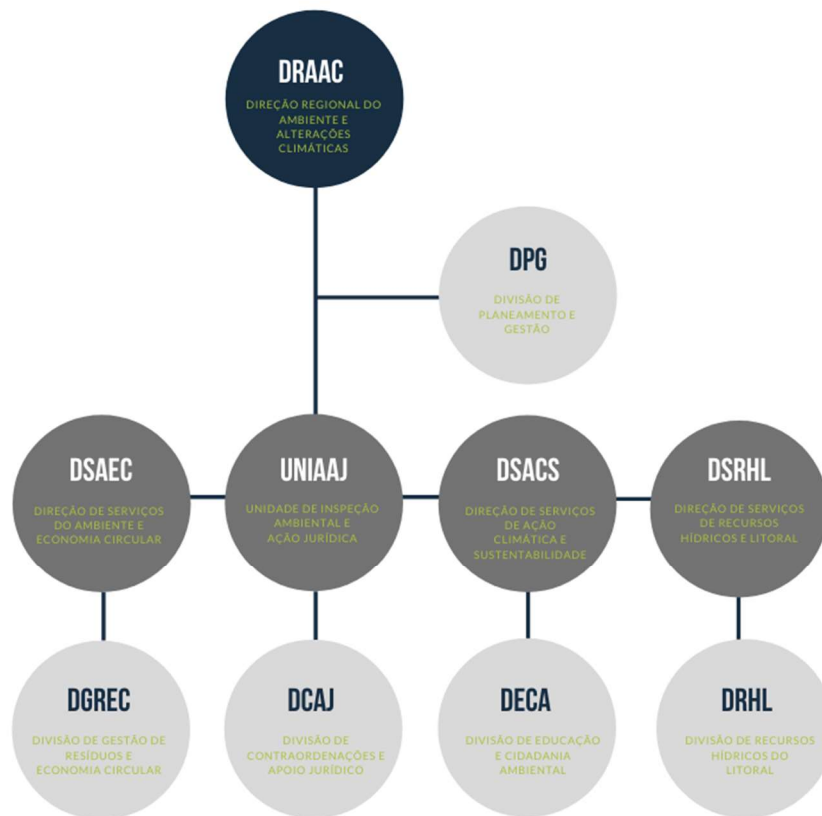 DRAAC
DIREÇÃO REGIONAL DO
AMBIENTE E
ALTERAÇÕES
CLIMÁTICAS
DPG
DIVISÃO DE
PLANEAMENTO E
GESTÃO
DSAEC
DIREÇÃO DE SERVIÇOS
DO AMBIENTE E
ECONOMIA CIRCULAR
UNIAAJ
UNIDADE DE INSPEÇÃO
AMBIENTAL E
AÇÃO JURÍDICA
DSACS
DIREÇÃO DE SERVIÇOS
DE AÇÃO
CLIMÁTICA E
SUSTENTABILIDADE
DSRHL
DIREÇÃO DE SERVIÇOS
DE RECURSOS
HÍDRICOS E LITORAL
DGREC
DIVISÃO DE GESTÃO DE
RESÍDUOS E
ECONOMIA CIRCULAR
DCAJ
DIVISÃO DE
CONTRAORDENAÇÕES E
APOIO JURÍDICO
DECA
DIVISÃO DE EDUCAÇÃO
E CIDADANIA
AMBIENTAL
DRHL
DIVISÃO DE RECURSOS
HÍDRICOS DO
LITORAL